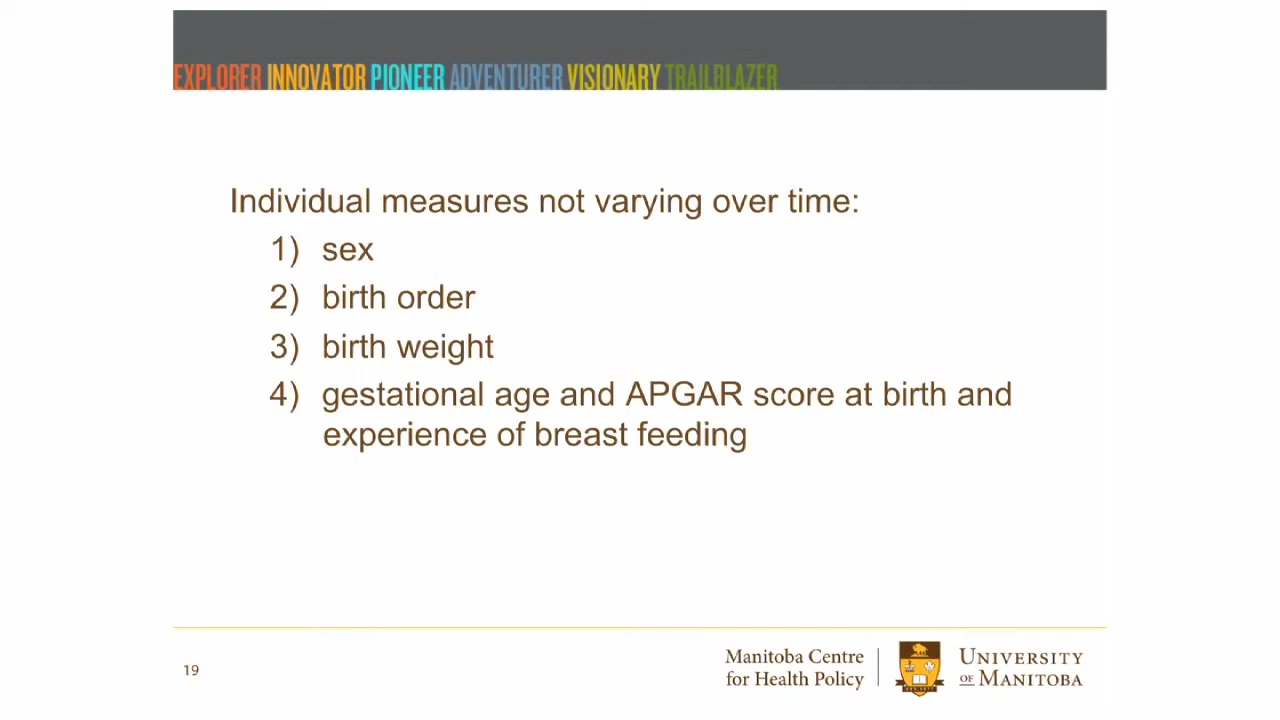 EXPLORER INNOVATOR PIONEER ADVENTURER VISIONARY TRAILBLAZER
Individual measures not varying over time:
1) sex
2) birth order
3) birth weight
4) gestational age and APGAR score at birth and
experience of breast feeding
19
Manitoba Centre
for Health Policy
UNIVERSITY
OF MANITOBA